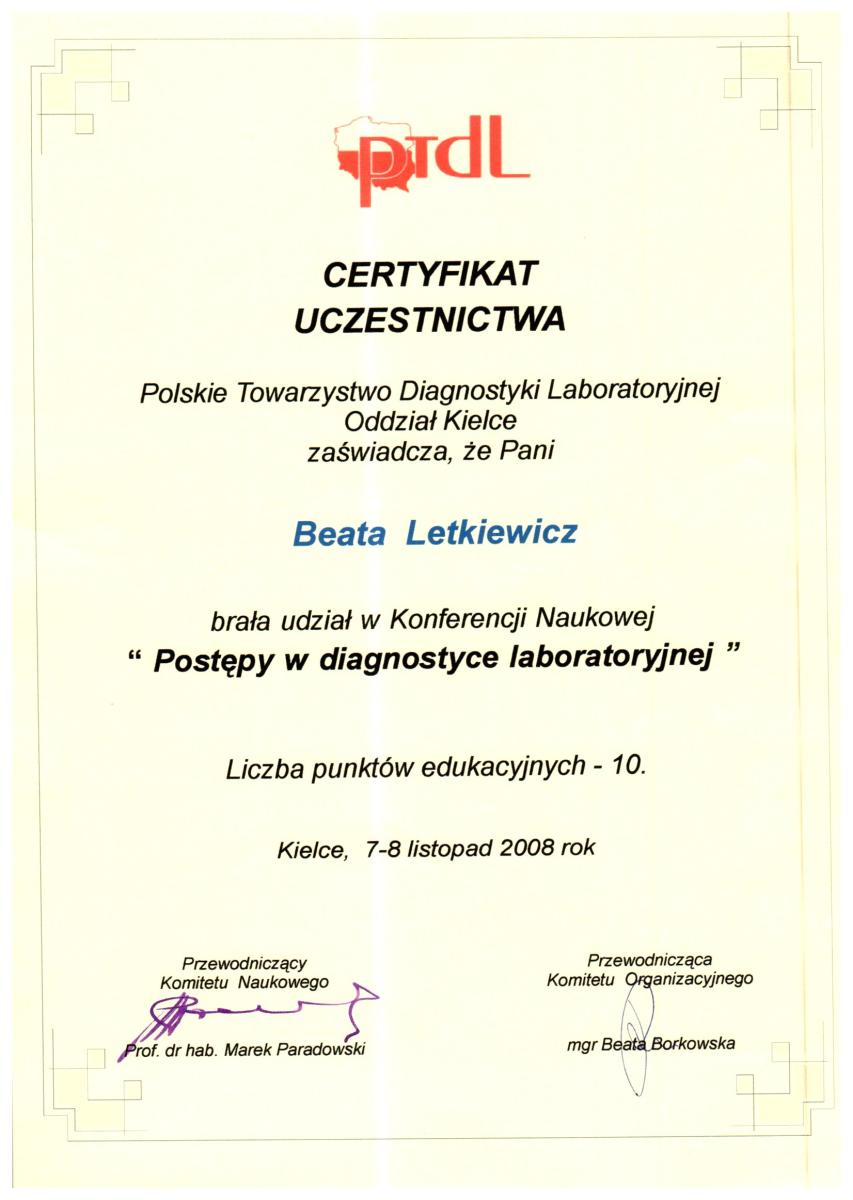 PTDL
CERTYFIKAT
UCZESTNICTWA
Polskie Towarzystwo Diagnostyki Laboratoryjnej
Oddział Kielce
zaświadcza, że Pani
Beata Letkiewicz
brała udział w Konferencji Naukowej
“ Postępy w diagnostyce laboratoryjnej ”
Liczba punktów edukacyjnych - 10.
Kielce, 7-8 listopad 2008 rok
Przewodniczący
Komitetu Naukowego
Prof. dr hab. Marek Paradowski
Przewodnicząca
Komitetu Organizacyjnego
mgr Beata Borkowska